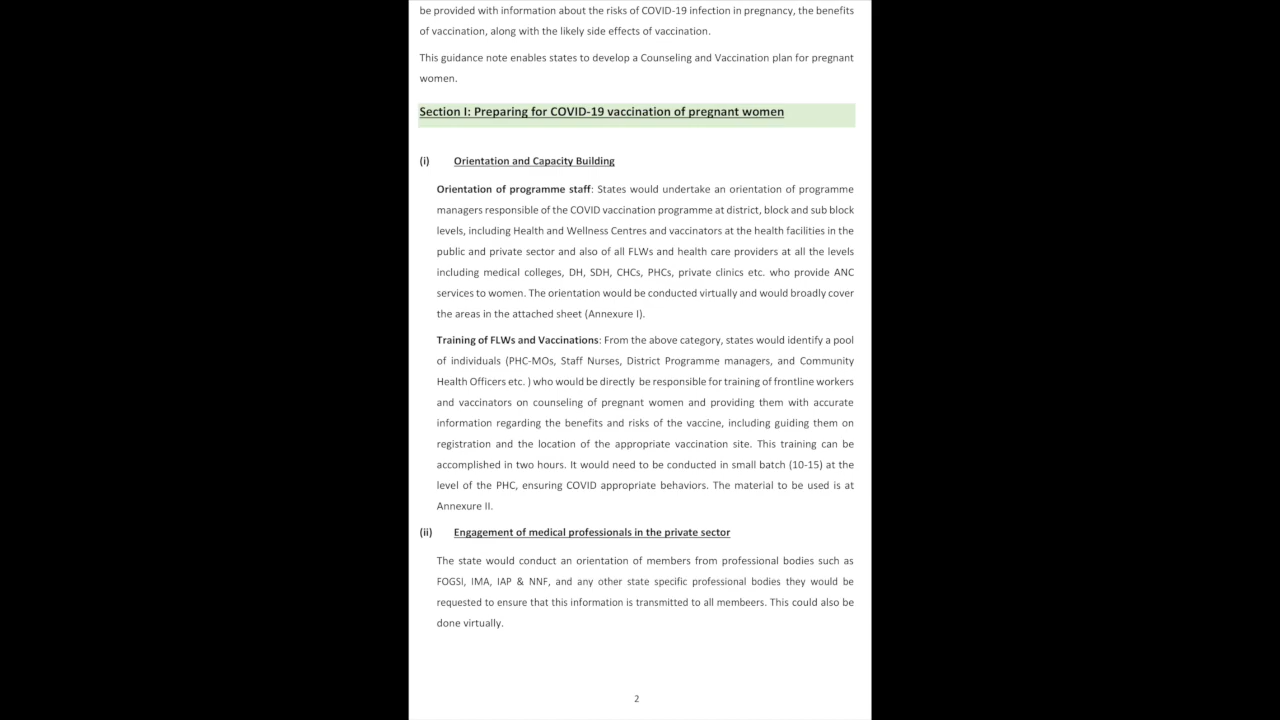 be provided with information about the risks of COVID-19 infection in pregnancy, the benefits
of vaccination, along with the likely side effects of vaccination.
This guidance note enables states to develop a Counseling and Vaccination plan for pregnant
women.
Section I: Preparing for COVID-19 vaccination of pregnant women
(i) Orientation and Capacity Building
Orientation of programme staff: States would undertake an orientation of programme
managers responsible of the COVID vaccination programme at district, block and sub block
levels, including Health and Wellness Centres and vaccinators at the health facilities in the
public and private sector and also of all FLWs and health care providers at all the levels
including medical colleges, DH, SDH, CHCs, PHCs, private clinics etc. who provide ANC
services to women. The orientation would be conducted virtually and would broadly cover
the areas in the attached sheet (Annexure I).
Training of FLWs and Vaccinations: From the above category, states would identify a pool
of individuals (PHC-MOs, Staff Nurses, District Programme managers, and Community
Health Officers etc. ) who would be directly be responsible for training of frontline workers
and vaccinators on counseling of pregnant women and providing them with accurate
information regarding the benefits and risks of the vaccine, including guiding them on
registration and the location of the appropriate vaccination site. This training can be
accomplished in two hours. It would need to be conducted in small batch (10-15) at the
level of the PHC, ensuring COVID appropriate behaviors. The material to be used is at
Annexure II.
(ii) Engagement of medical professionals in the private sector
The state would conduct an orientation of members from professional bodies such as
FOGSI, IMA, IAP & NNF, and any other state specific professional bodies they would be
requested to ensure that this information is transmitted to all membeers. This could also be
done virtually.
2